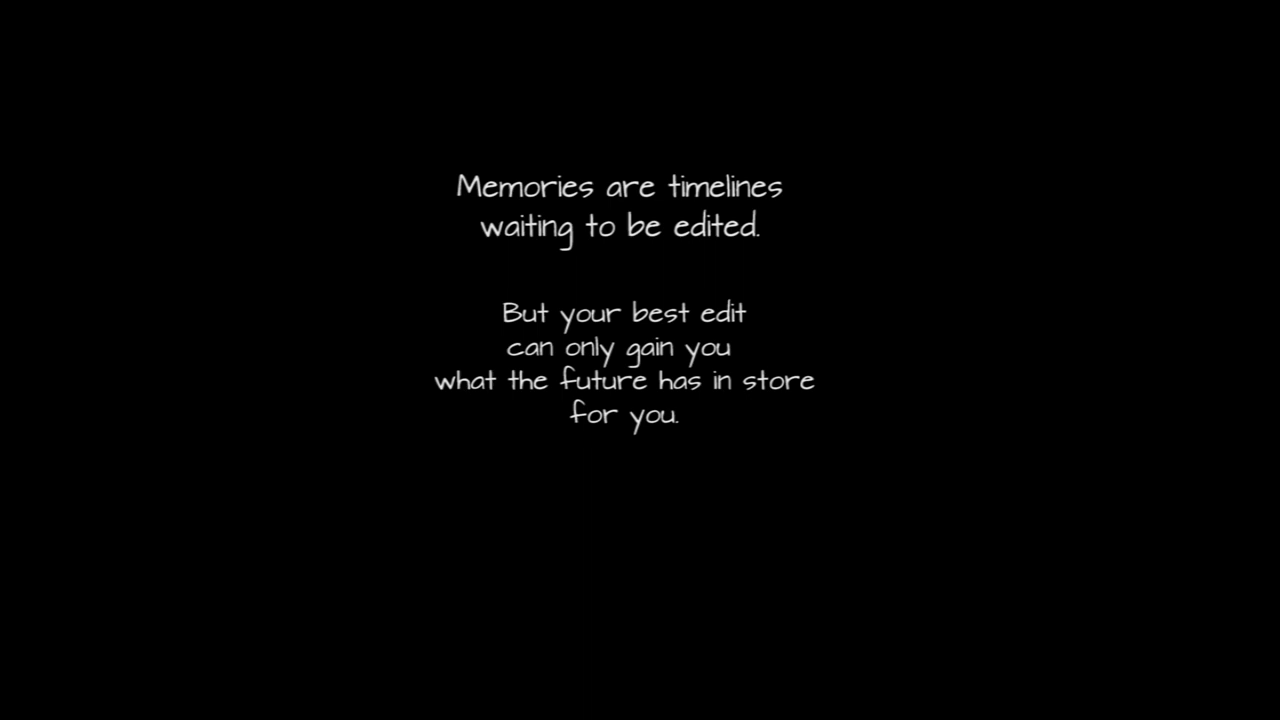 Memories are timelines
waiting to be edited.
But your best edit
can only gain you
what the future has in store
for you.